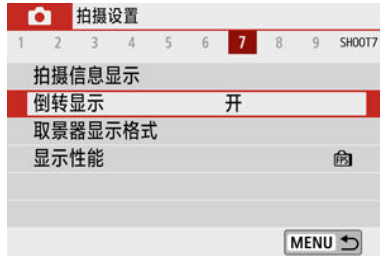 拍摄设置
1 2 3 4 5 6 7 8 9 SHOOT7
拍摄信息显示
倒转显示 开
取景器显示格式
显示性能 FPS
MENU